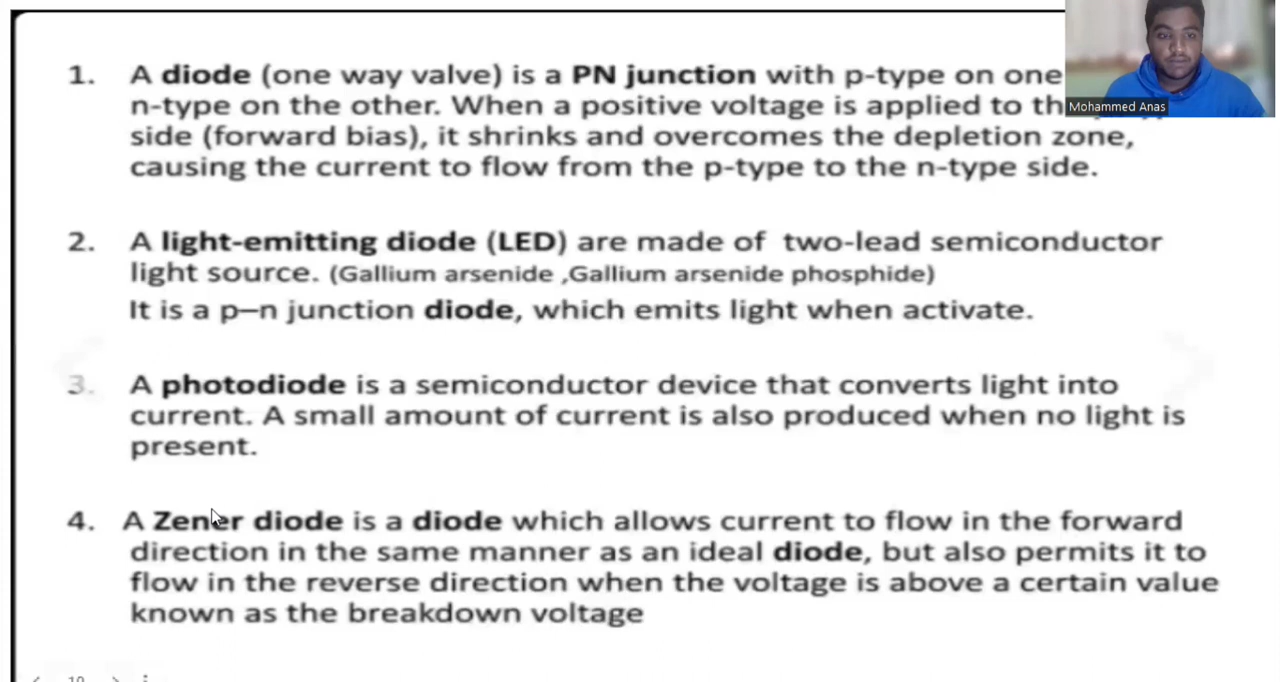 1. A diode (one way valve) is a PN junction with p-type on one
n-type on the other. When a positive voltage is applied to
side (forward bias), it shrinks and overcomes the depletion zone,
causing the current to flow from the p-type to the n-type side.
2. A light-emitting diode (LED) are made of two-lead semiconductor
light source. (Gallium arsenide ,Gallium arsenide phosphide)
It is a p–n junction diode, which emits light when activate.
3. A photodiode is a semiconductor device that converts light into
current. A small amount of current is also produced when no light is
present.
4. A Zener diode is a diode which allows current to flow in the forward
direction in the same manner as an ideal diode, but also permits it to
flow in the reverse direction when the voltage is above a certain value
known as the breakdown voltage
Mohammed Anas